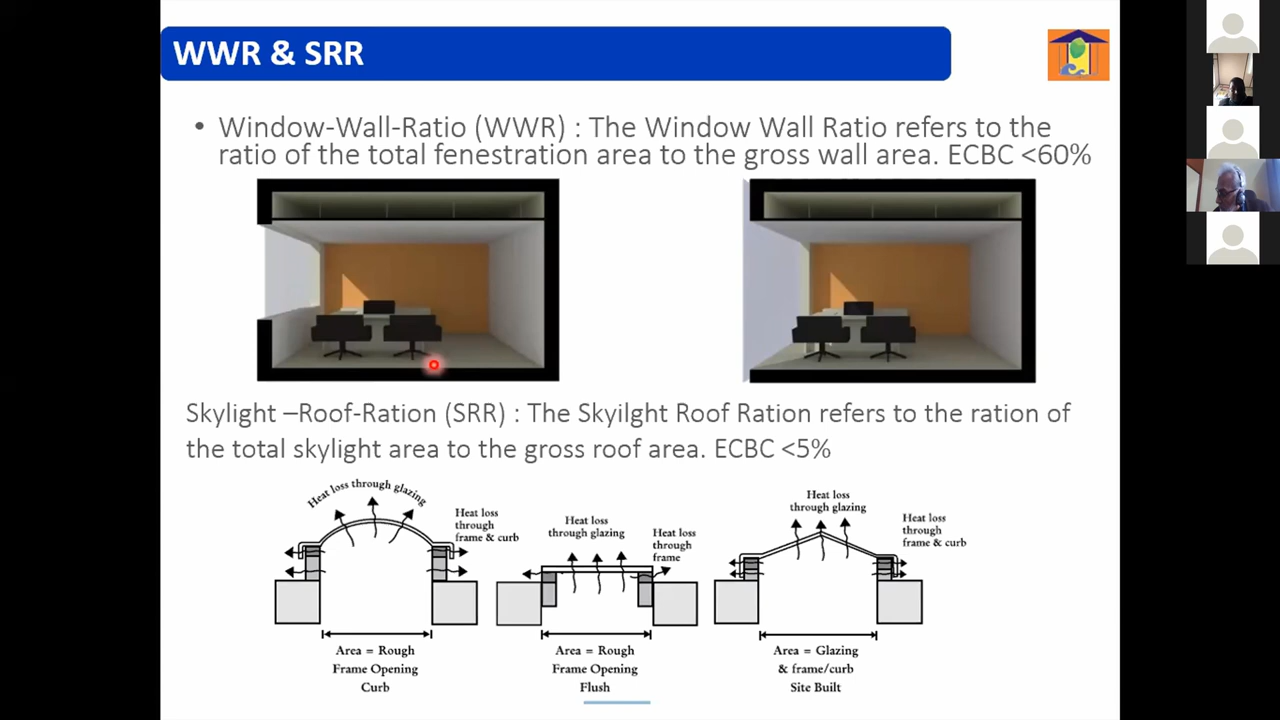 WWR & SRR
• Window-Wall-Ratio (WWR) : The Window Wall Ratio refers to the
ratio of the total fenestration area to the gross wall area. ECBC <60%
Skylight –Roof-Ration (SRR) : The Skyilght Roof Ration refers to the ration of
the total skylight area to the gross roof area. ECBC <5%
Heat loss through glazing
Heat loss
through
frame & curb
Area = Rough
Frame Opening
Curb
Heat loss
through glazing
Heat loss
through
frame
Area = Rough
Frame Opening
Flush
Heat loss
through glazing
Heat loss
through
frame & curb
Area = Glazing
& frame/curb
Site Built